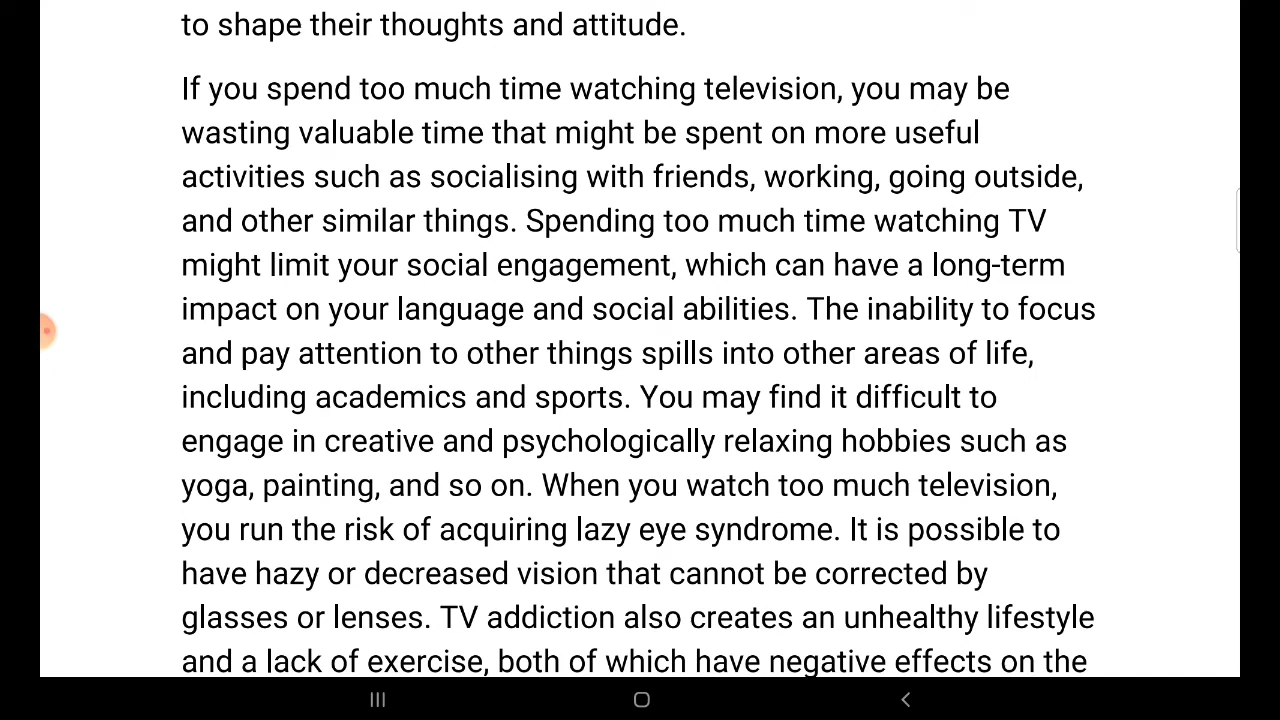 to shape their thoughts and attitude.
If you spend too much time watching television, you may be
wasting valuable time that might be spent on more useful
activities such as socialising with friends, working, going outside,
and other similar things. Spending too much time watching TV
might limit your social engagement, which can have a long-term
impact on your language and social abilities. The inability to focus
and pay attention to other things spills into other areas of life,
including academics and sports. You may find it difficult to
engage in creative and psychologically relaxing hobbies such as
yoga, painting, and so on. When you watch too much television,
you run the risk of acquiring lazy eye syndrome. It is possible to
have hazy or decreased vision that cannot be corrected by
glasses or lenses. TV addiction also creates an unhealthy lifestyle
and a lack of exercise, both of which have negative effects on the